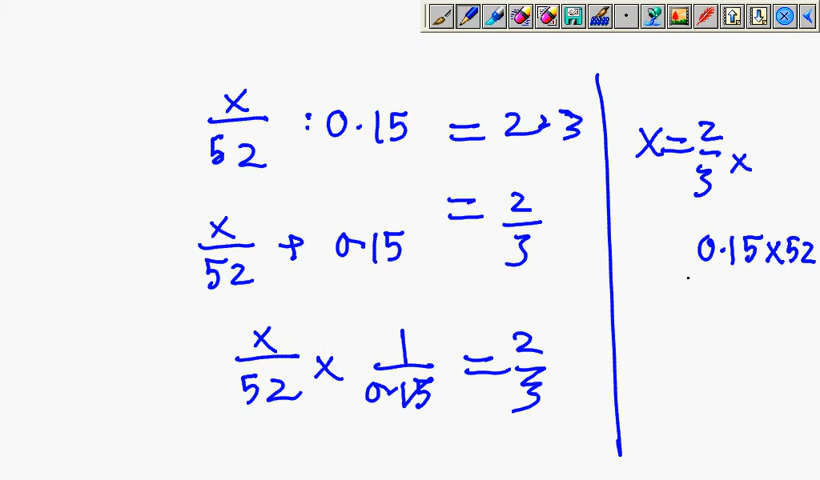 x/52 : 0.15 = 2 ÷ 3
x/52 ÷ 0.15 = 2/3
x/52 x 1/0.15 = 2/3
x = 2/3 x
0.15 x 52